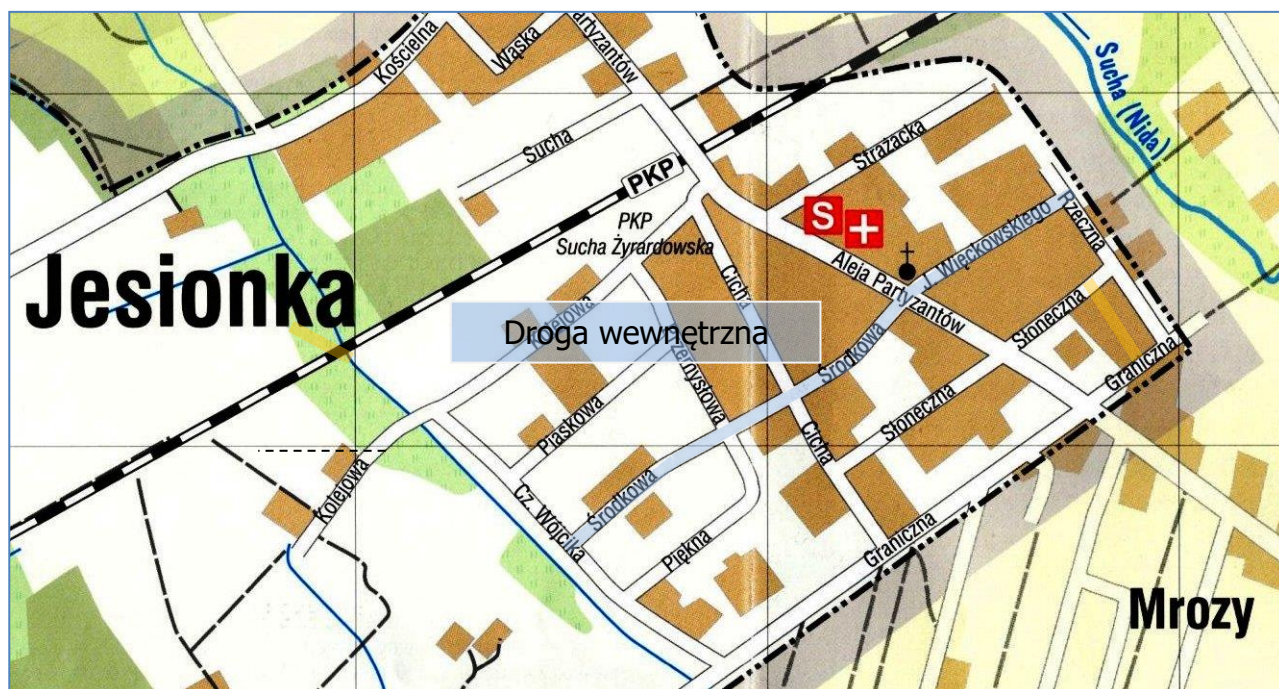 Kościelna
Wąska
Partyzantów
Sucha (Nida)
Sucha
Strażacka
PKP
PKP
Sucha Żyrardowska
S
J. Więckowskiego
Rzeczna
Jesionka
Cicha
Aleja Partyzantów
Kolejowa
Droga wewnętrzna
Słoneczna
Środkowa
Graniczna
Piaskowa
Słoneczna
Cicha
Kolejowa
Środkowa
Cz. Wójcika
Piękna
Graniczna
Mrozy